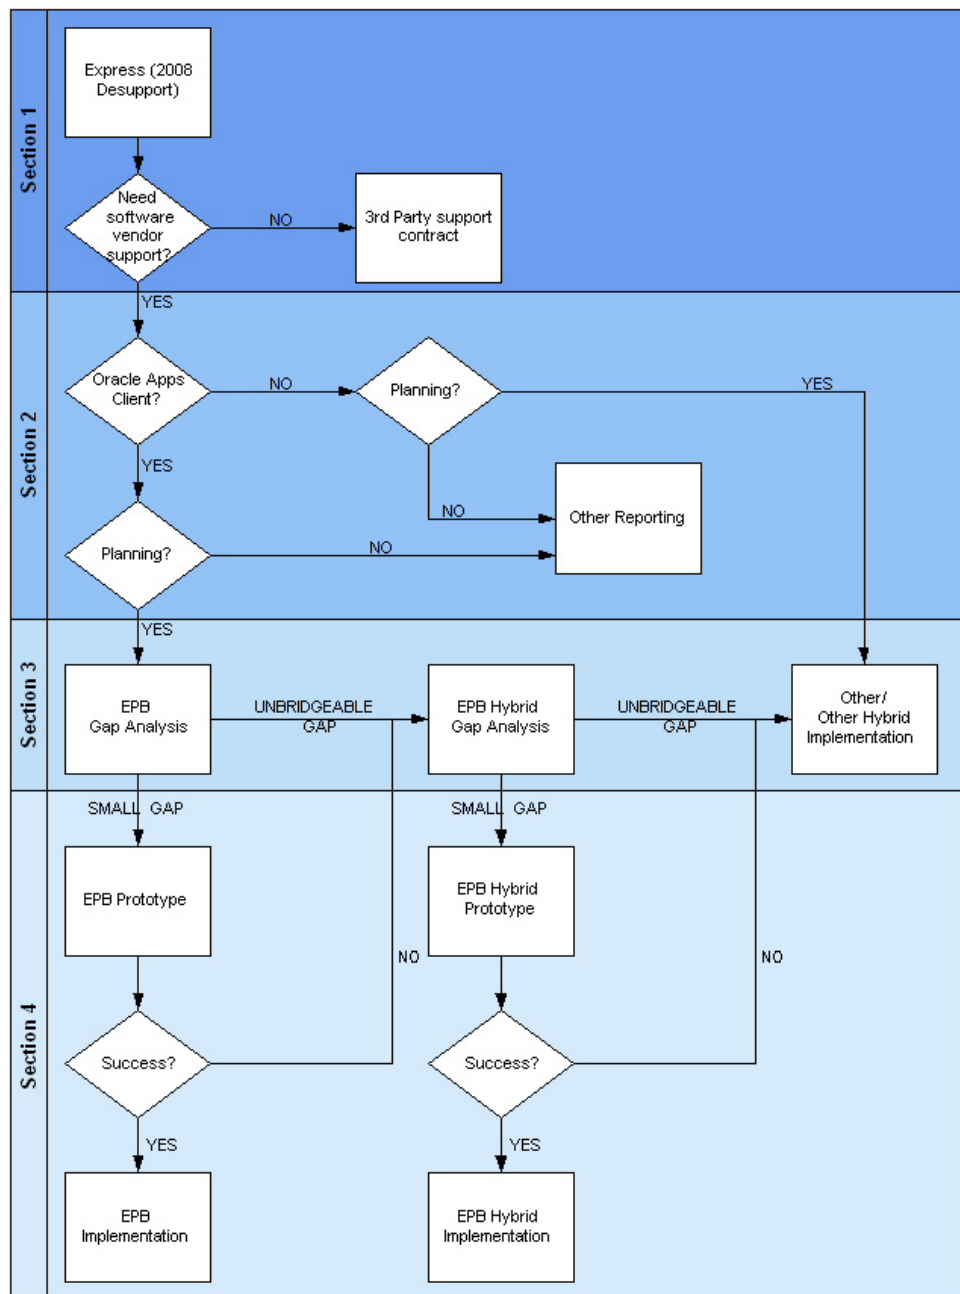 Section 1
Express (2008
Desupport)
Need
software
vendor
support?
NO
3rd Party support
contract
YES
Section 2
Oracle Apps
Client?
NO
Planning?
YES
YES
NO
Other Reporting
Planning?
NO
YES
Section 3
EPB
Gap Analysis
UNBRIDGEABLE
GAP
EPB Hybrid
Gap Analysis
UNBRIDGEABLE
GAP
Other/
Other Hybrid
Implementation
Section 4
SMALL GAP
SMALL GAP
EPB Prototype
EPB Hybrid
Prototype
NO
NO
Success?
Success?
YES
YES
EPB
Implementation
EPB Hybrid
Implementation